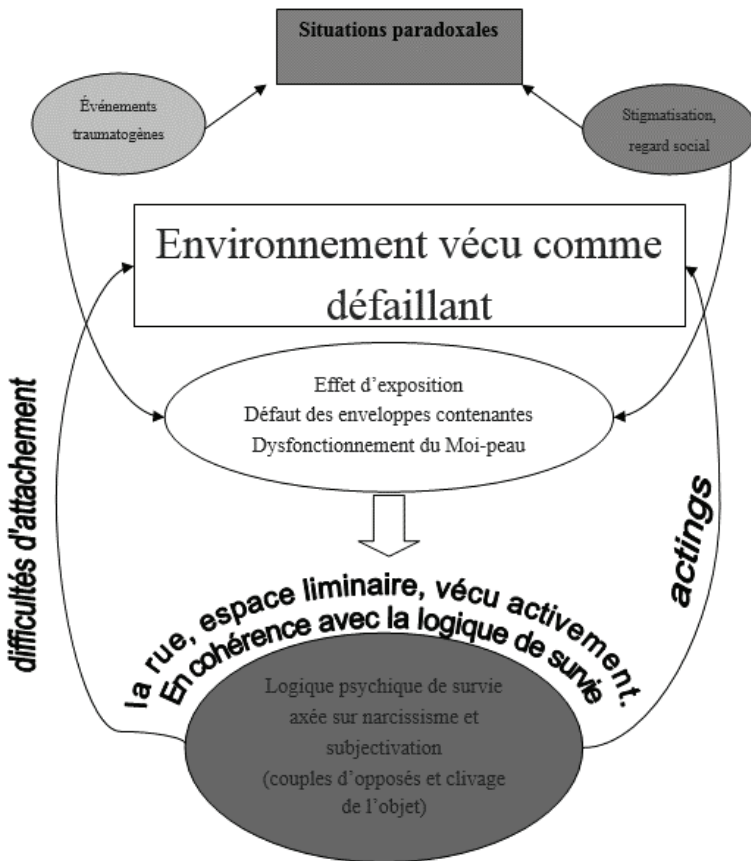 Situations paradoxales
Événements
traumatogènes
Stigmatisation,
regard social
Environnement vécu comme
défaillant
Effet d’exposition
Défaut des enveloppes contenantes
Dysfonctionnement du Moi-peau
difficultés d'attachement
actings
la rue, espace liminaire, vécu activement.
En cohérence avec la logique de survie
Logique psychique de survie
axée sur narcissisme et
subjectivation
(couples d’opposés et clivage
de l’objet)